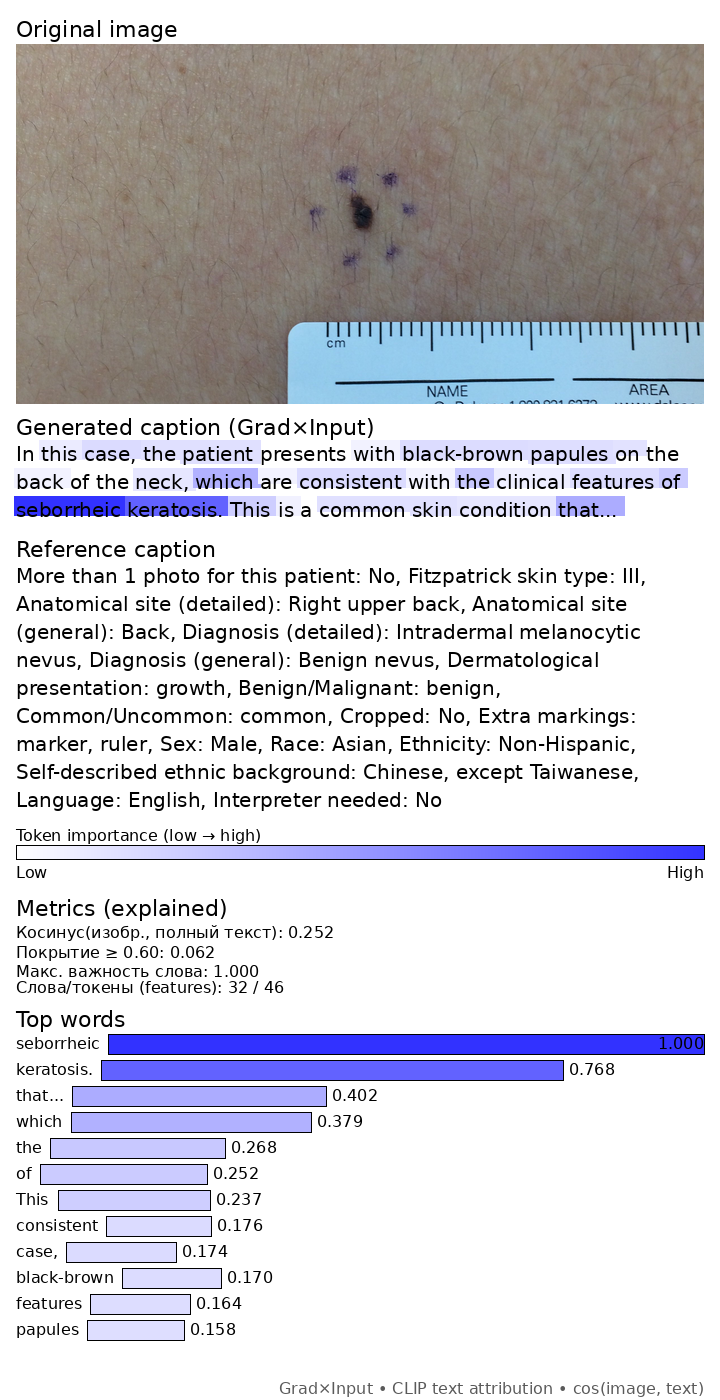 Original image
cm
NAME
AREA
Generated caption (Grad×Input)
In this case, the patient presents with black-brown papules on the
back of the neck, which are consistent with the clinical features of
seborrheic keratosis. This is a common skin condition that...
Reference caption
More than 1 photo for this patient: No, Fitzpatrick skin type: III,
Anatomical site (detailed): Right upper back, Anatomical site
(general): Back, Diagnosis (detailed): Intradermal melanocytic
nevus, Diagnosis (general): Benign nevus, Dermatological
presentation: growth, Benign/Malignant: benign,
Common/Uncommon: common, Cropped: No, Extra markings:
marker, ruler, Sex: Male, Race: Asian, Ethnicity: Non-Hispanic,
Self-described ethnic background: Chinese, except Taiwanese,
Language: English, Interpreter needed: No
Token importance (low → high)
Low High
Metrics (explained)
Косинус(изобр., полный текст): 0.252
Покрытие ≥ 0.60: 0.062
Макс. важность слова: 1.000
Слова/токены (features): 32 / 46
Top words
seborrheic 1.000
keratosis. 0.768
that... 0.402
which 0.379
the 0.268
of 0.252
This 0.237
consistent 0.176
case, 0.174
black-brown 0.170
features 0.164
papules 0.158
Grad×Input • CLIP text attribution • cos(image, text)